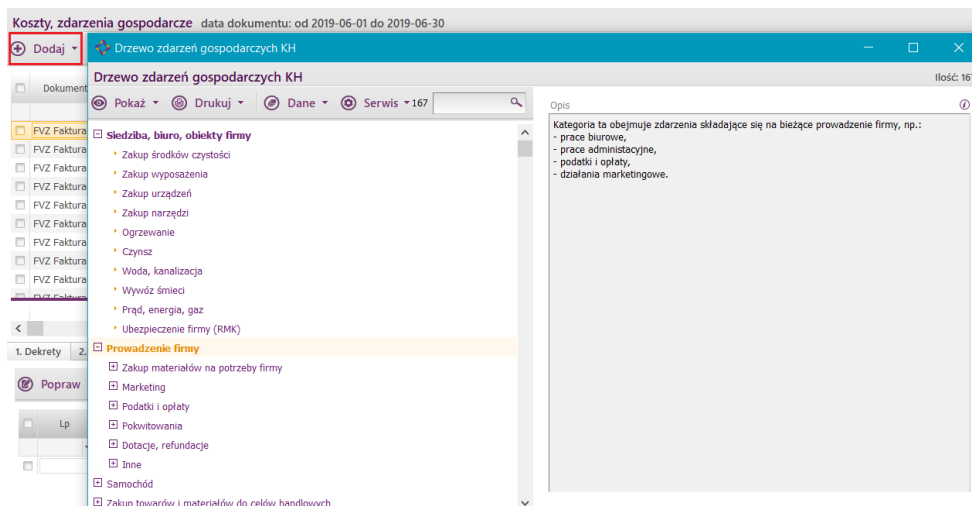 Koszty, zdarzenia gospodarcze data dokumentu: od 2019-06-01 do 2019-06-30
Dodaj
Drzewo zdarzeń gospodarczych KH
Drzewo zdarzeń gospodarczych KH
Ilość: 167
Dokument
Pokaż
Drukuj
Dane
Serwis
167
Opis
Kategoria ta obejmuje zdarzenia składające się na bieżące prowadzenie firmy, np.:
- prace biurowe,
- prace administacyjne,
- podatki i opłaty,
- działania marketingowe.
FVZ Faktura
FVZ Faktura
FVZ Faktura
FVZ Faktura
FVZ Faktura
FVZ Faktura
FVZ Faktura
FVZ Faktura
FVZ Faktura
FVZ Faktura
Siedziba, biuro, obiekty firmy
Zakup środków czystości
Zakup wyposażenia
Zakup urządzeń
Zakup narzędzi
Ogrzewanie
Czynsz
Woda, kanalizacja
Wywóz śmieci
Prąd, energia, gaz
Ubezpieczenie firmy (RMK)
Prowadzenie firmy
Zakup materiałów na potrzeby firmy
Marketing
Podatki i opłaty
Pokwitowania
Dotacje, refundacje
Inne
Samochód
Zakup towarów i materiałów do celów handlowych
1. Dekrety
2.
Popraw
Lp